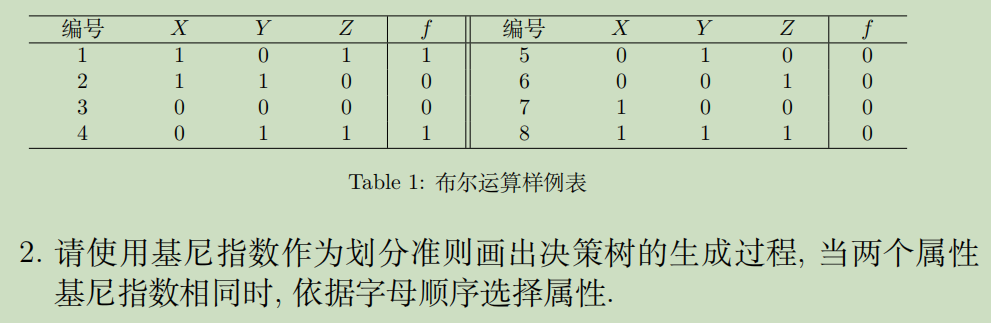 编号 X Y Z f 编号 X Y Z f
1 1 0 1 1 5 0 1 0 0
2 1 1 0 0 6 0 0 1 0
3 0 0 0 0 7 1 0 0 0
4 0 1 1 1 8 1 1 1 0
Table 1: 布尔运算样例表
2. 请使用基尼指数作为划分准则画出决策树的生成过程, 当两个属性
基尼指数相同时, 依据字母顺序选择属性.